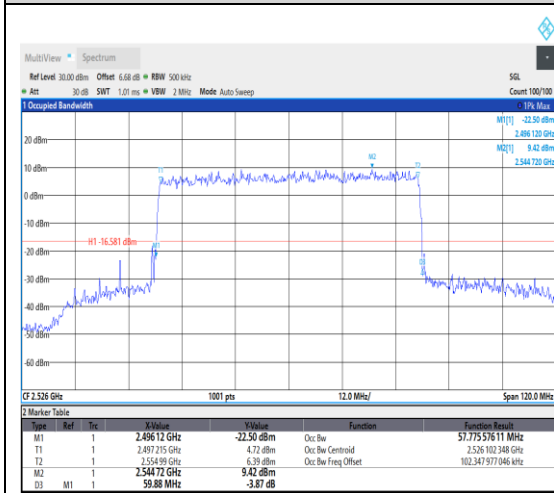 MultiView Spectrum
Ref Level 30.00 dBm Offset 6.68 dB RBW 500 kHz SGL
Att 30 dB SWT 1.01 ms VBW 2 MHz Mode Auto Sweep Count 100/100
1 Occupied Bandwidth 1Pk Max
M1[1] -22.50 dBm
2.496 120 GHz
M2[1] 9.42 dBm
2.544 720 GHz
20 dBm
M2
T1 T2
10 dBm
0 dBm
-10 dBm
H1 -16.581 dBm
M1
-20 dBm
D3
-30 dBm
-40 dBm
-50 dBm
-60 dBm
CF 2.526 GHz 1001 pts 12.0 MHz/ Span 120.0 MHz
2 Marker Table
Type Ref Trc X-Value Y-Value Function Function Result
M1 1 2.496 12 GHz -22.50 dBm Occ Bw 57.775 576 11 MHz
T1 1 2.497 215 GHz 4.72 dBm Occ Bw Centroid 2.526 102 348 GHz
T2 1 2.554 99 GHz 6.39 dBm Occ Bw Freq Offset 102.347 977 046 kHz
M2 1 2.544 72 GHz 9.42 dBm
D3 M1 1 59.88 MHz -3.87 dB